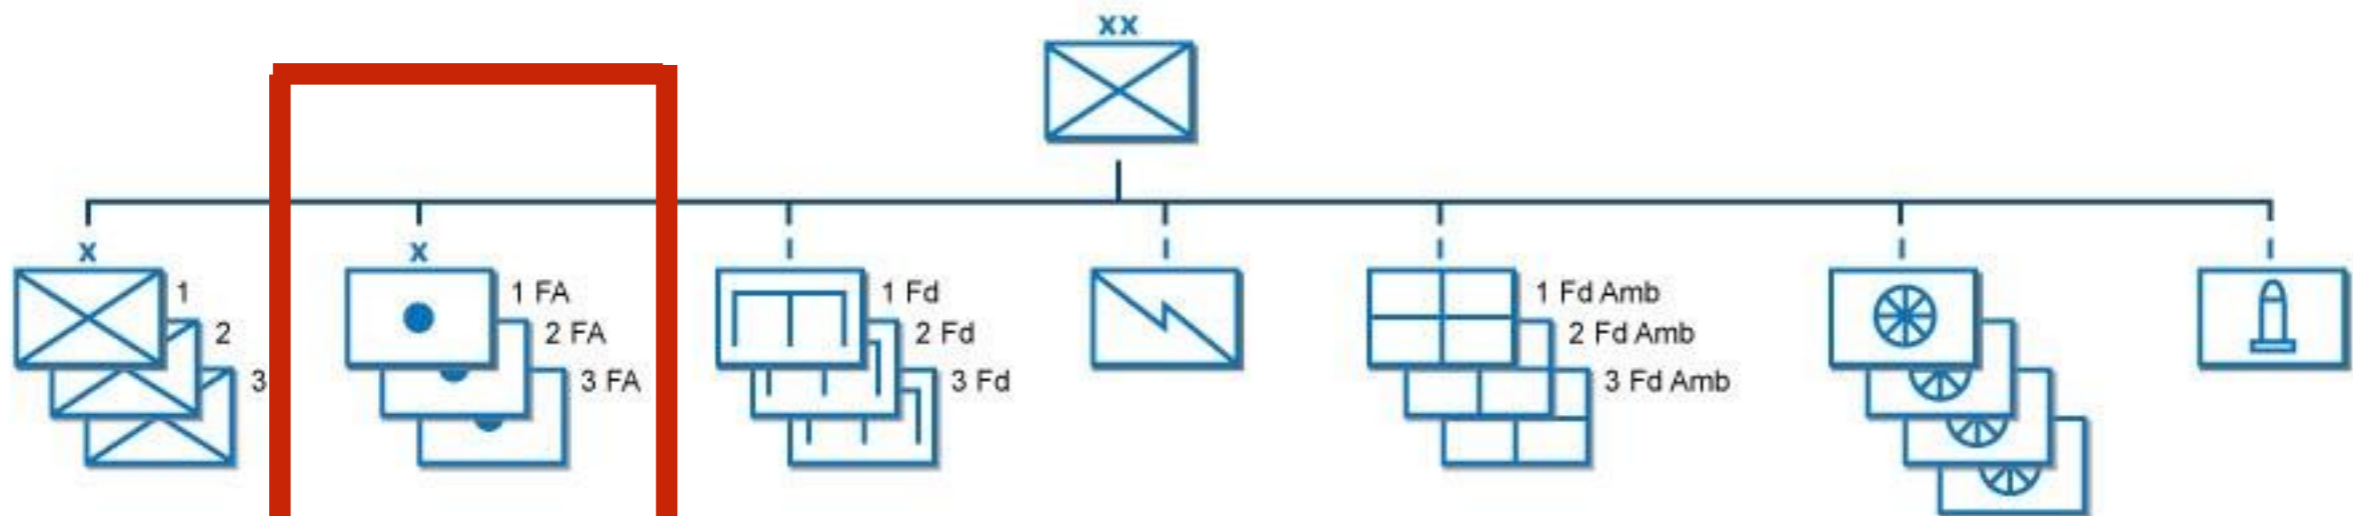 xx
x
1
2
3
x
1 FA
2 FA
3 FA
1 Fd
2 Fd
3 Fd
1 Fd Amb
2 Fd Amb
3 Fd Amb